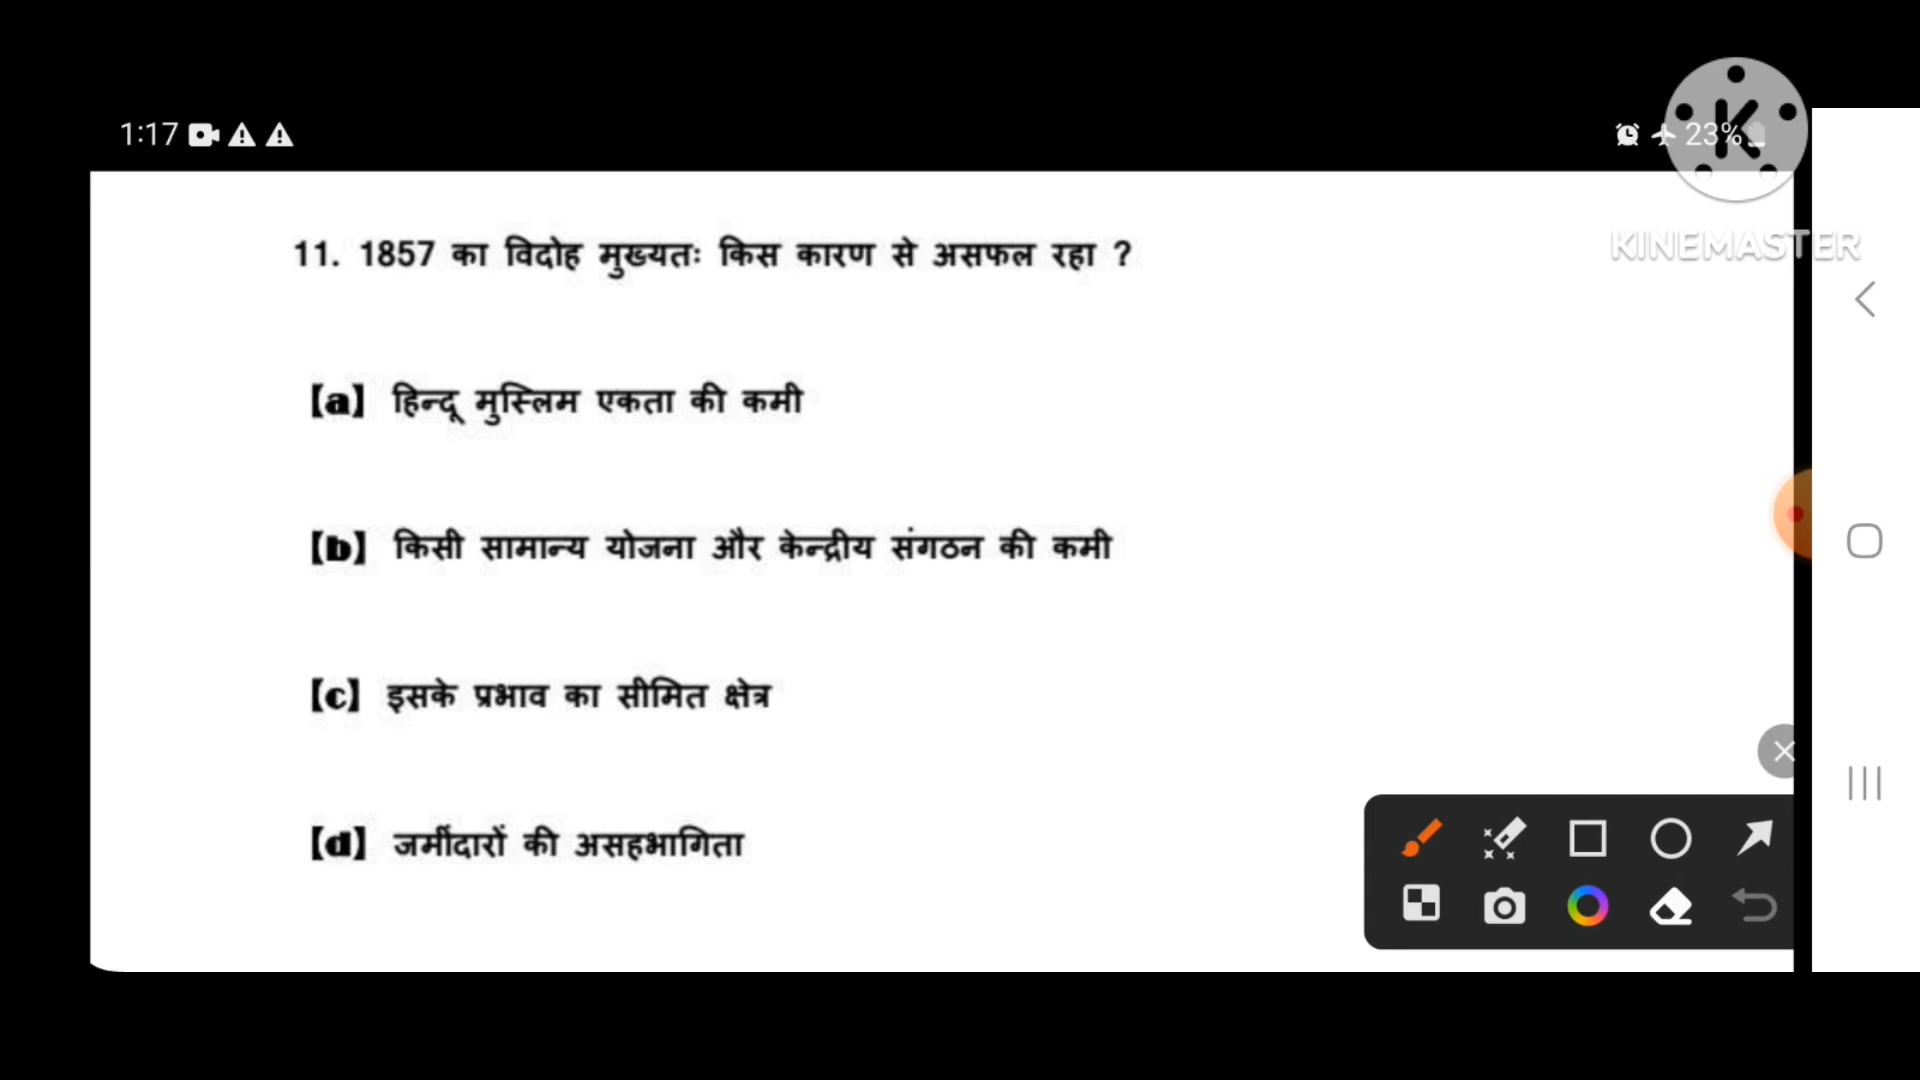 1:17
23%
KINEMASTER
11. 1857 का विदोह मुख्यतः किस कारण से असफल रहा ?
【a】 हिन्दू मुस्लिम एकता की कमी
【b】 किसी सामान्य योजना और केन्द्रीय संगठन की कमी
【c】 इसके प्रभाव का सीमित क्षेत्र
【d】 जमींदारों की असहभागिता